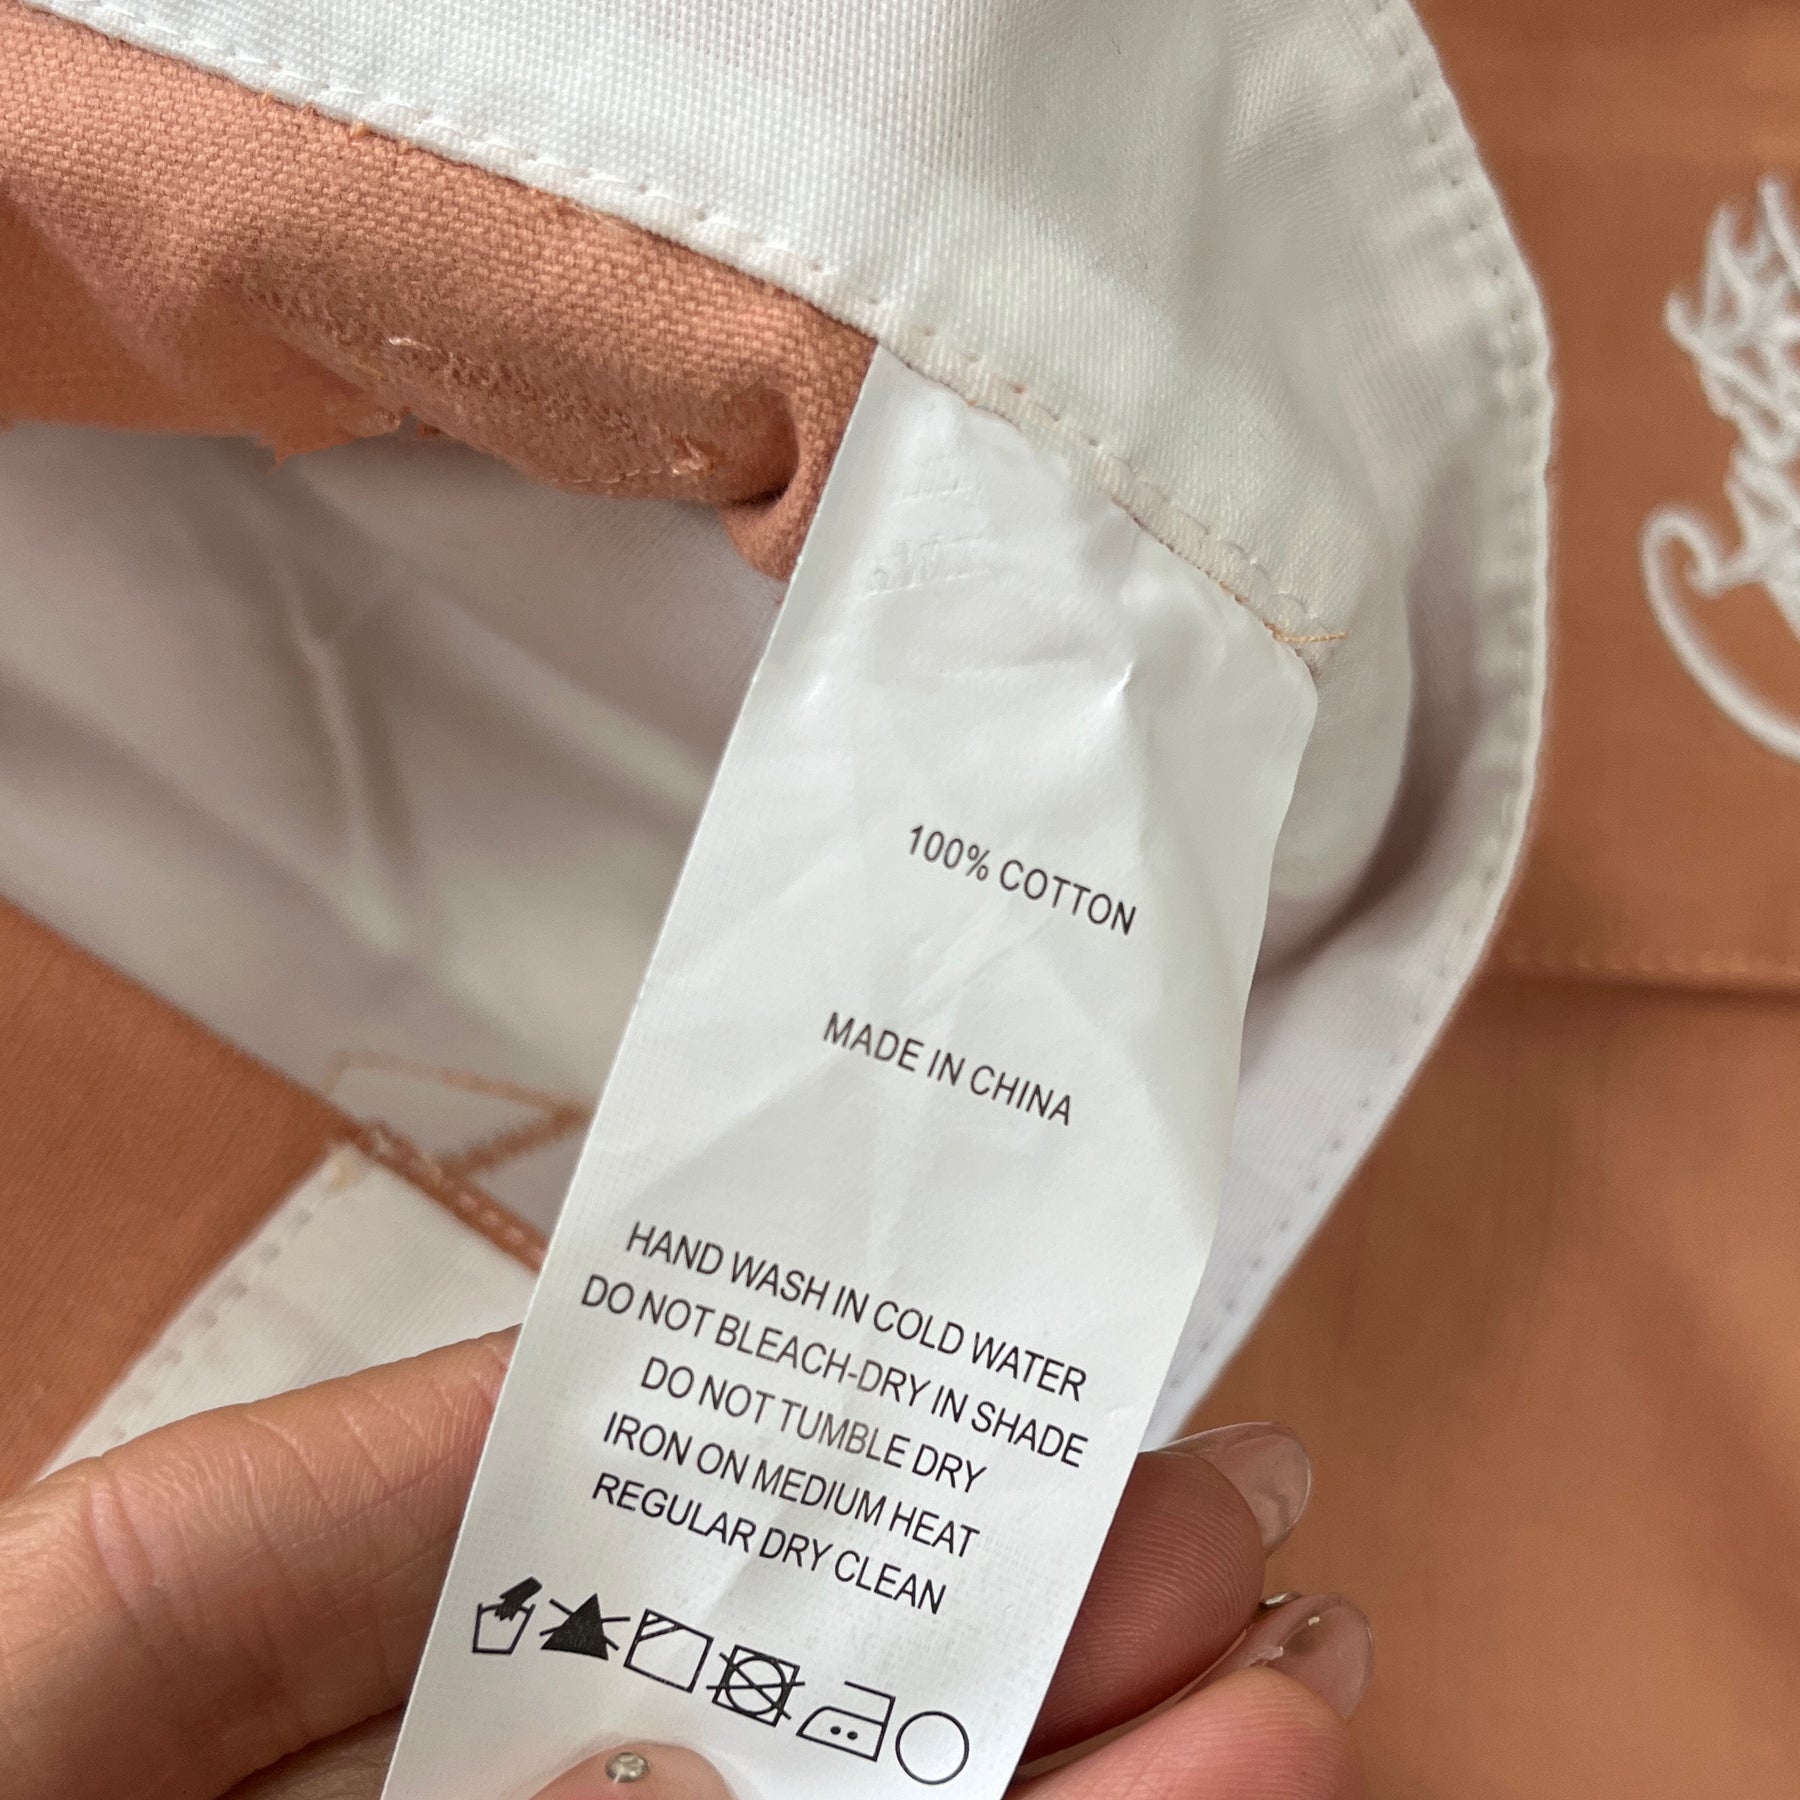 100% COTTON
MADE IN CHINA
HAND WASH IN COLD WATER
DO NOT BLEACH-DRY IN SHADE
DO NOT TUMBLE DRY
IRON ON MEDIUM HEAT
REGULAR DRY CLEAN